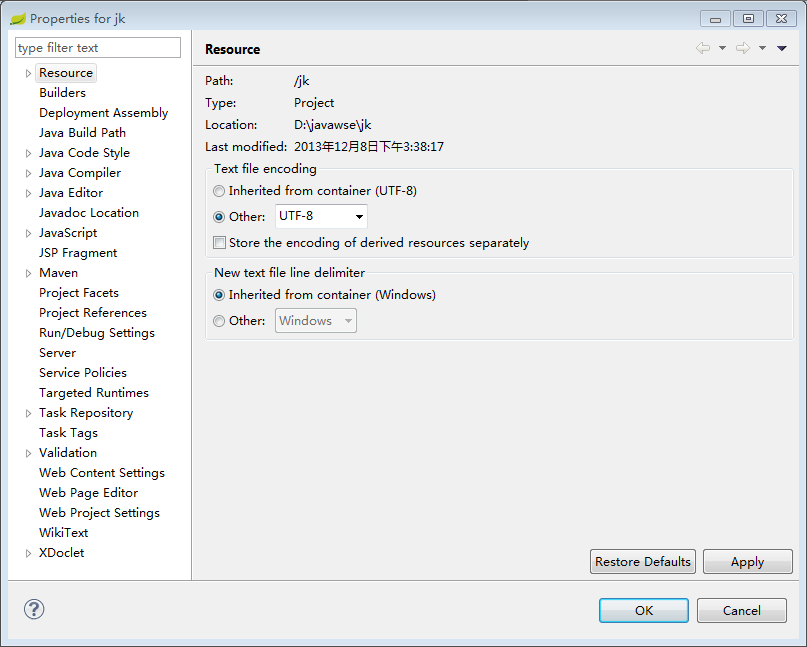 Properties for jk
type filter text
Resource
Builders
Deployment Assembly
Java Build Path
Java Code Style
Java Compiler
Java Editor
Javadoc Location
JavaScript
JSP Fragment
Maven
Project Facets
Project References
Run/Debug Settings
Server
Service Policies
Targeted Runtimes
Task Repository
Task Tags
Validation
Web Content Settings
Web Page Editor
Web Project Settings
WikiText
XDoclet
Resource
Path: /jk
Type: Project
Location: D:\javawse\jk
Last modified: 2013年12月8日下午3:38:17
Text file encoding
Inherited from container (UTF-8)
Other: UTF-8
Store the encoding of derived resources separately
New text file line delimiter
Inherited from container (Windows)
Other: Windows
Restore Defaults Apply
OK Cancel